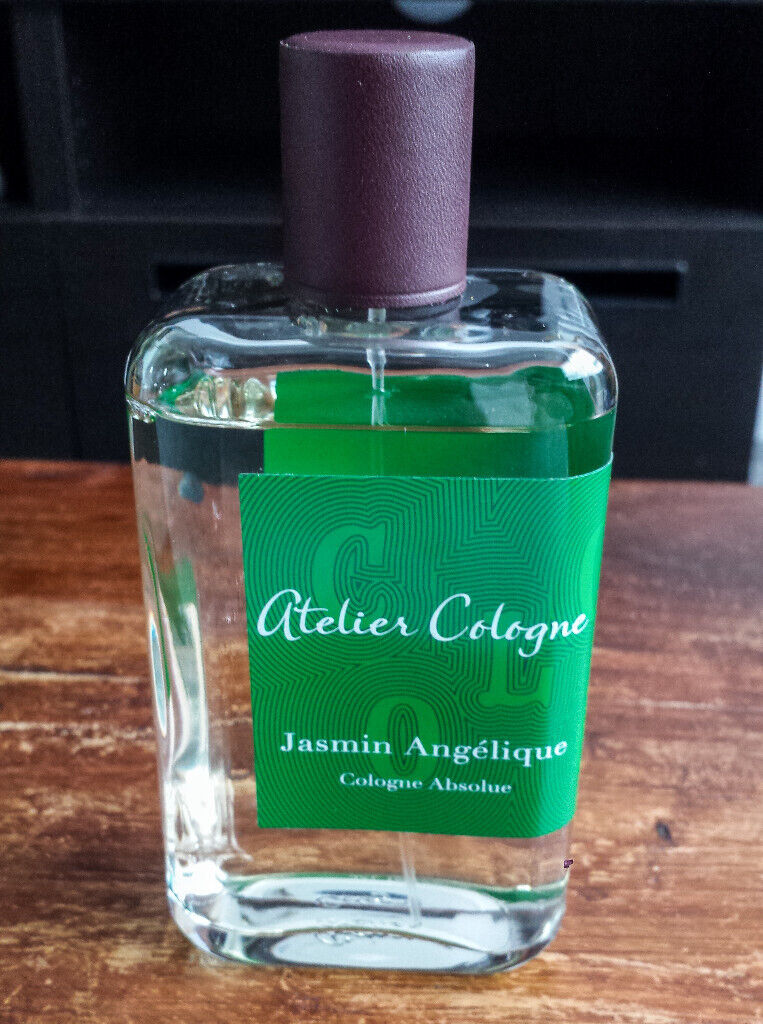 Atelier Cologne
Jasmin Angélique
Cologne Absolue